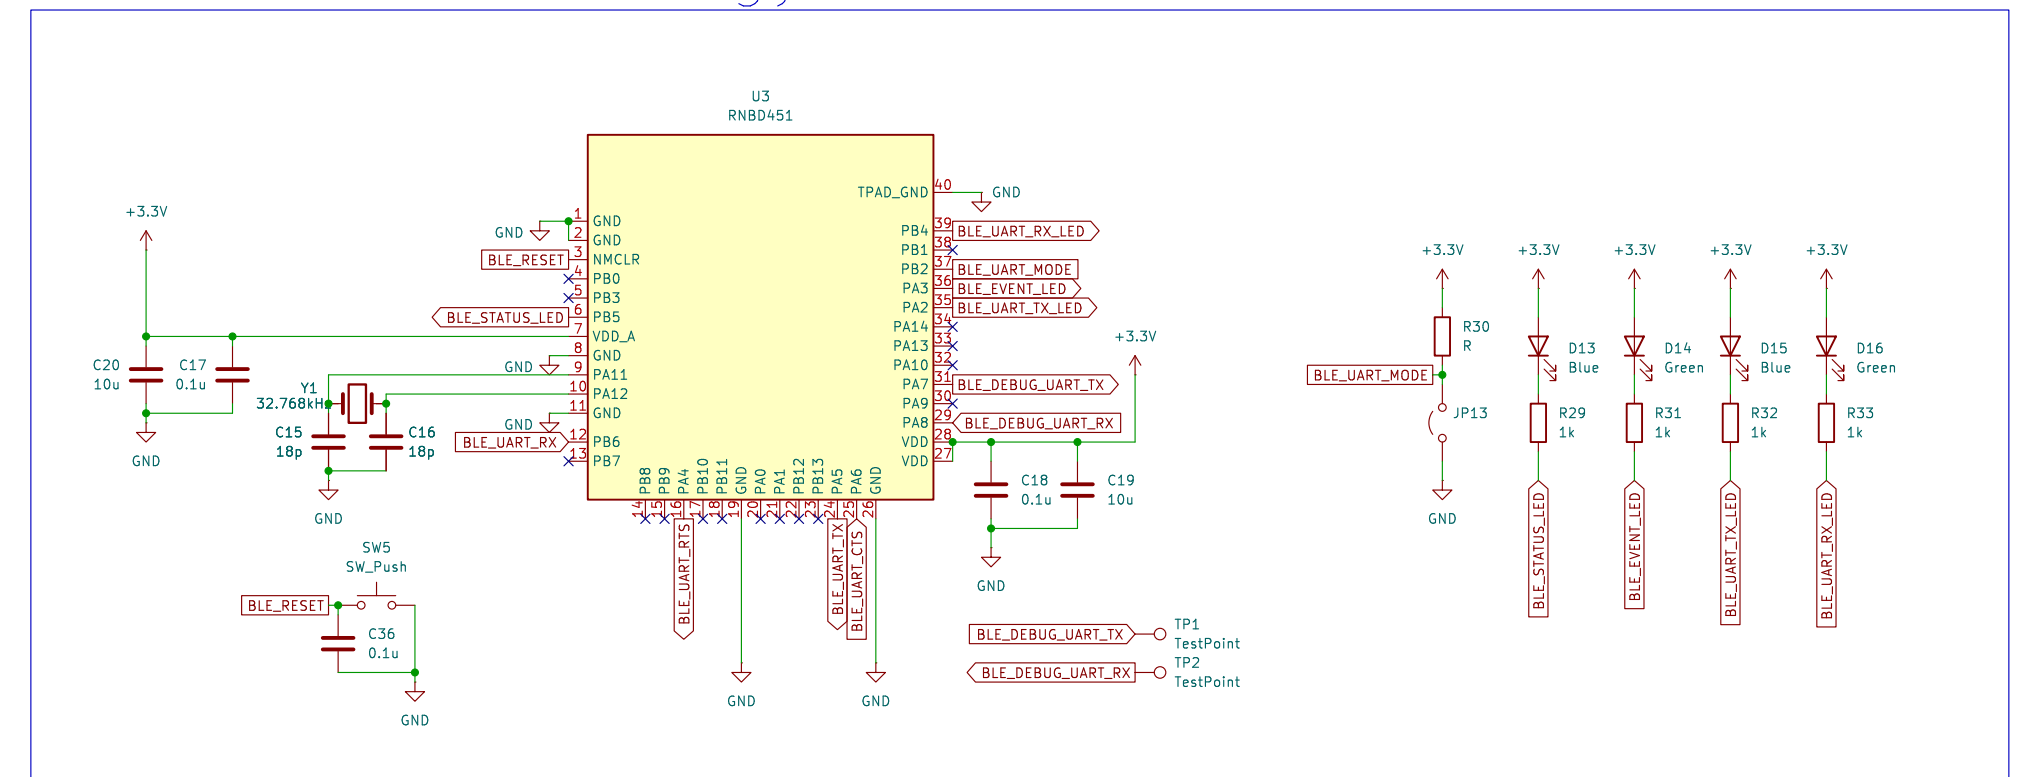 U3
RNBD451
1 GND
2 GND
3 NMCLR
4 PB0
5 PB3
6 PB5
7 VDD_A
8 GND
9 PA11
10 PA12
11 GND
12 PB6
13 PB7
GND
BLE_RESET
BLE_STATUS_LED
GND
GND
BLE_UART_RX
14 PB8
15 PB9
16 PA4
17 PB10
18 PB11
19 GND
20 PA0
21 PA1
22 PB12
23 PB13
24 PA5
25 PA6
26 GND
BLE_UART_RTS
BLE_UART_TX
BLE_UART_CTS
GND
GND
TPAD_GND 40
PB4 39
PB1 38
PB2 37
PA3 36
PA2 35
PA14 34
PA13 33
PA10 32
PA7 31
PA9 30
PA8 29
VDD 28
VDD 27
GND
BLE_UART_RX_LED
BLE_UART_MODE
BLE_EVENT_LED
BLE_UART_TX_LED
BLE_DEBUG_UART_TX
BLE_DEBUG_UART_RX
+3.3V
C18
0.1u
C19
10u
GND
+3.3V
C20
10u
C17
0.1u
GND
Y1
32.768kHz
C15
18p
C16
18p
GND
SW5
SW_Push
BLE_RESET
C36
0.1u
GND
BLE_DEBUG_UART_TX
TP1
TestPoint
BLE_DEBUG_UART_RX
TP2
TestPoint
+3.3V
R30
R
BLE_UART_MODE
JP13
GND
+3.3V
D13
Blue
R29
1k
BLE_STATUS_LED
+3.3V
D14
Green
R31
1k
BLE_EVENT_LED
+3.3V
D15
Blue
R32
1k
BLE_UART_TX_LED
+3.3V
D16
Green
R33
1k
BLE_UART_RX_LED